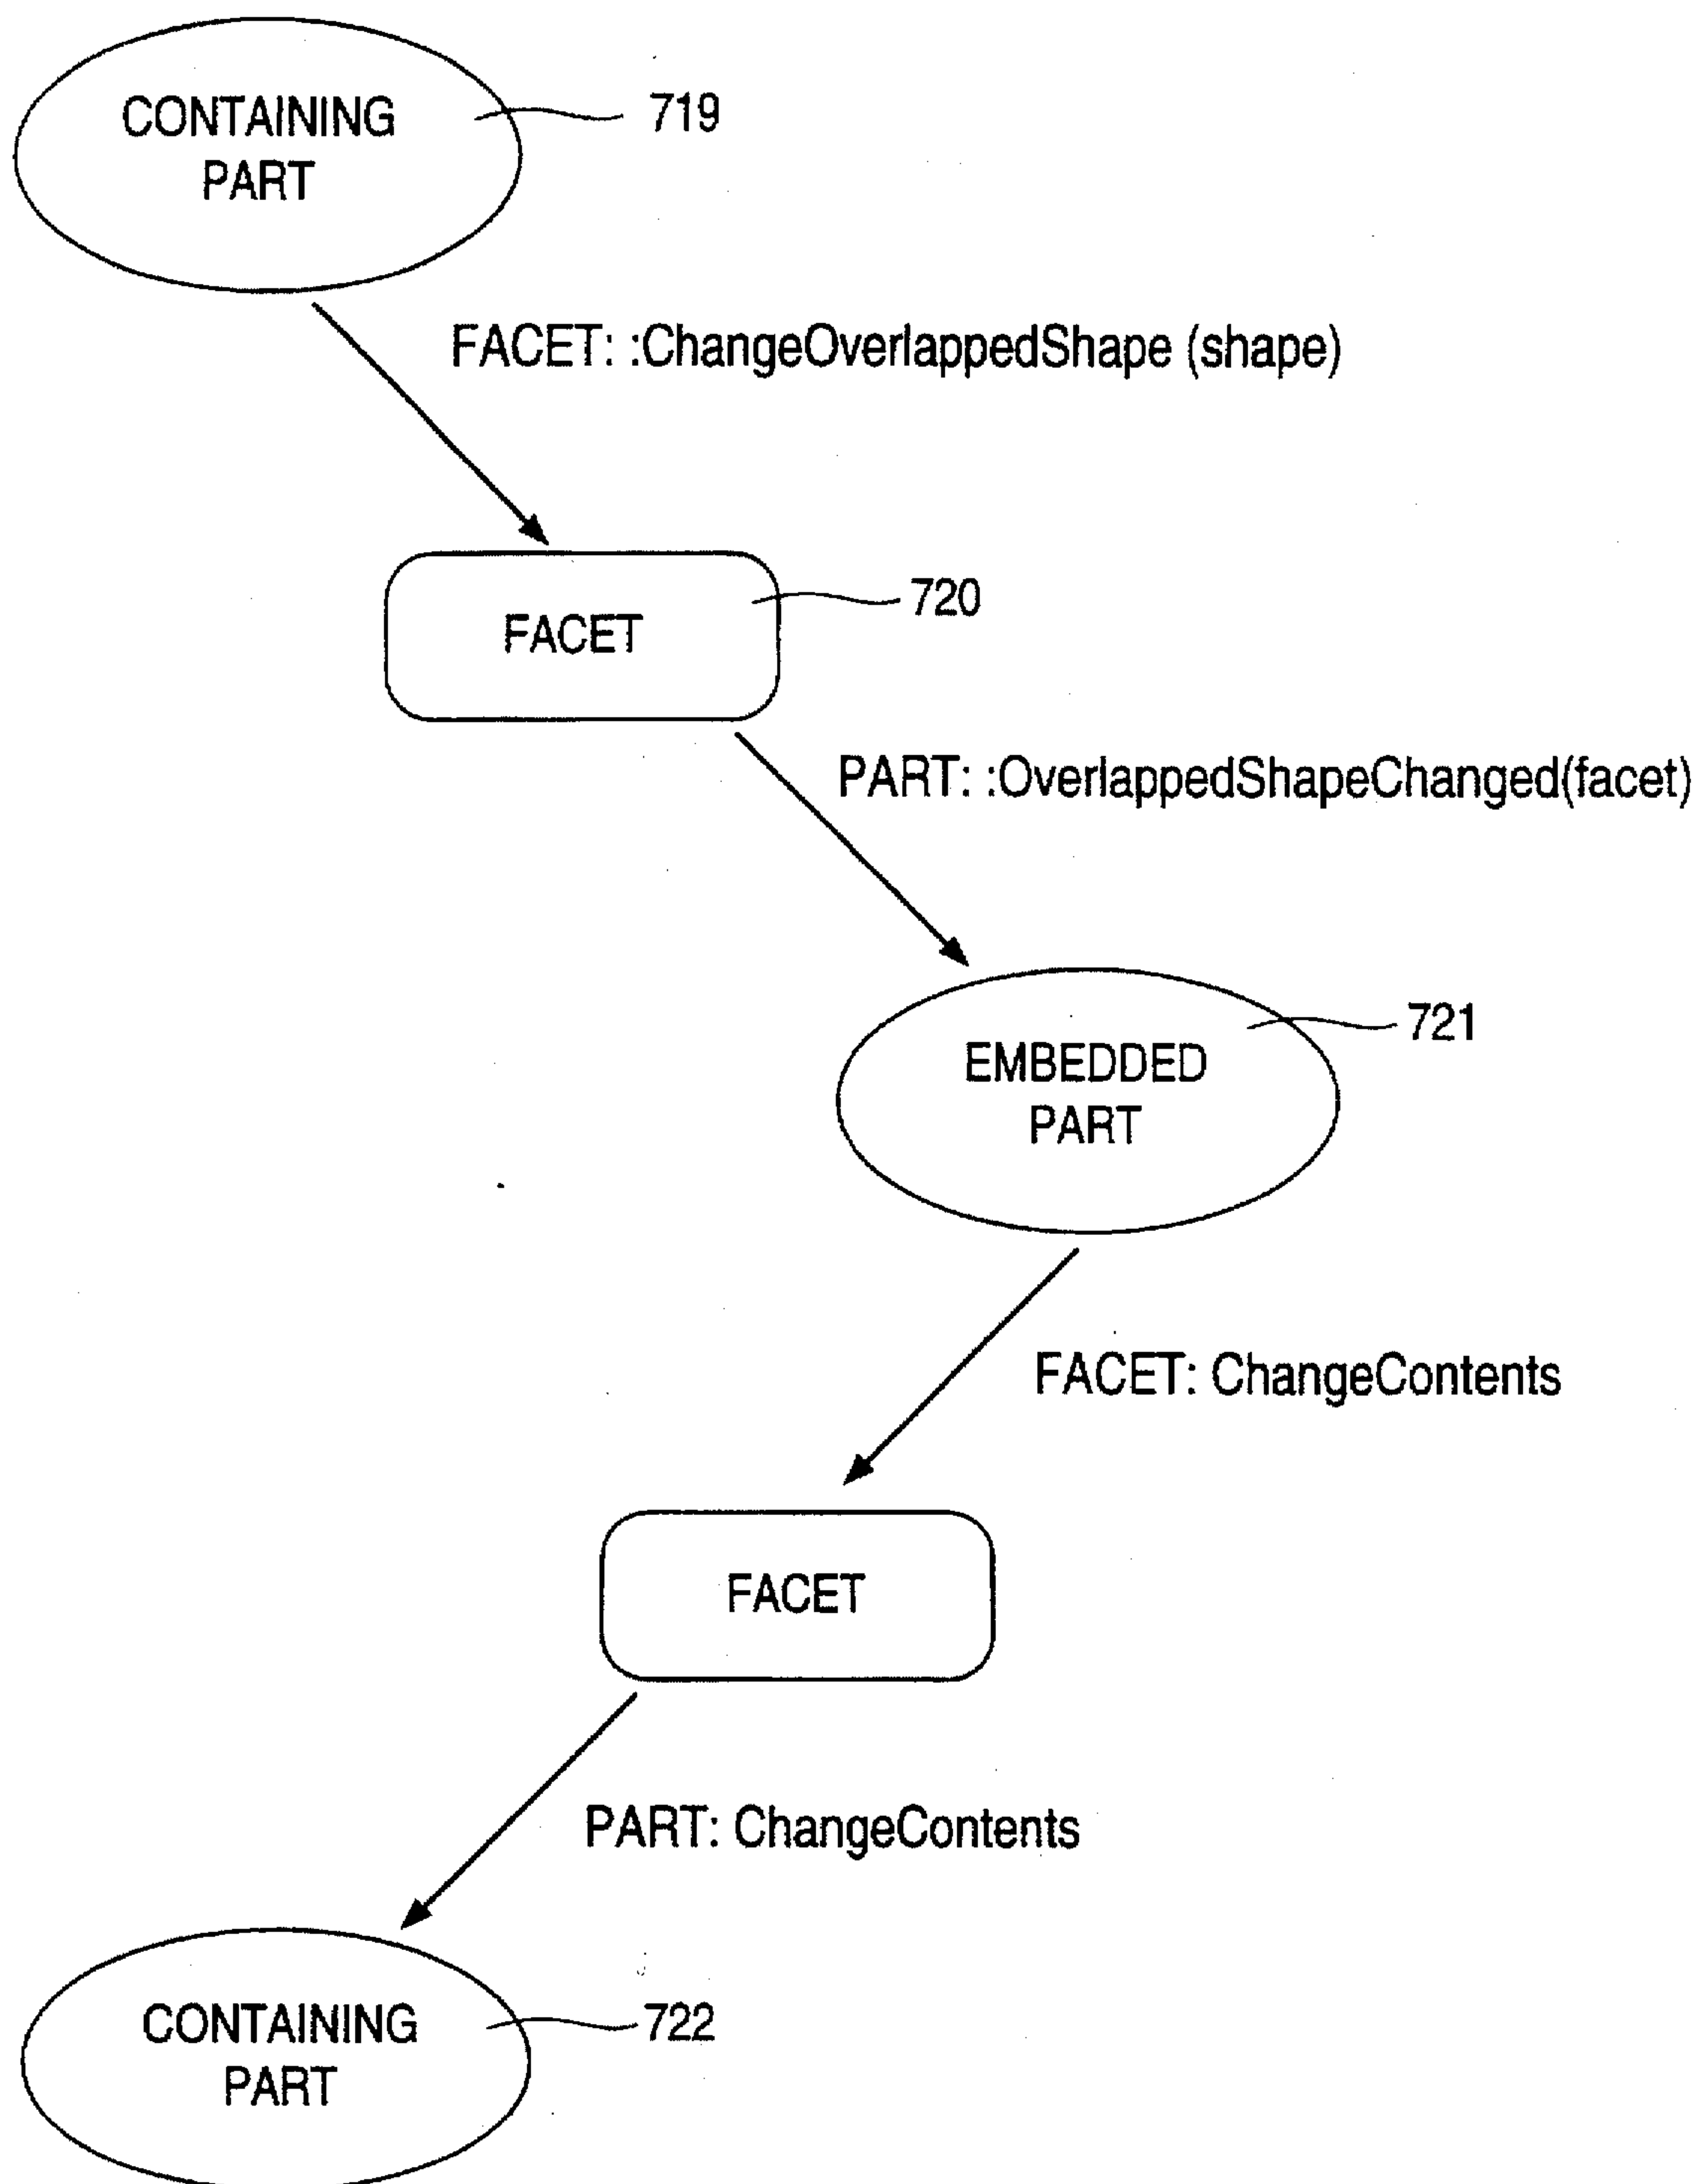 CONTAINING
PART
719
FACET: :ChangeOverlappedShape (shape)
FACET
720
PART: :OverlappedShapeChanged(facet)
EMBEDDED
PART
721
FACET: ChangeContents
FACET
PART: ChangeContents
CONTAINING
PART
722